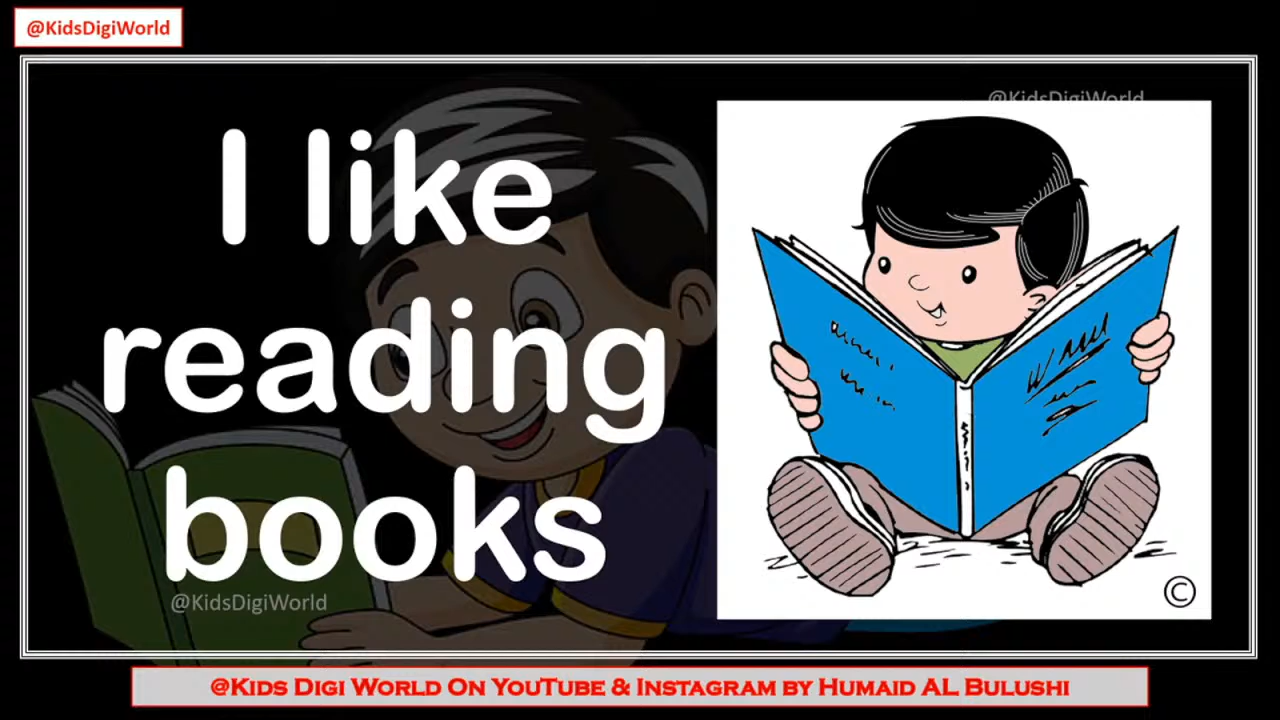 @KidsDigiWorld
@KidsDigiWorld
I like
reading
books
@KidsDigiWorld
©
@Kids Digi World On YouTube & Instagram by Humaid AL Bulushi